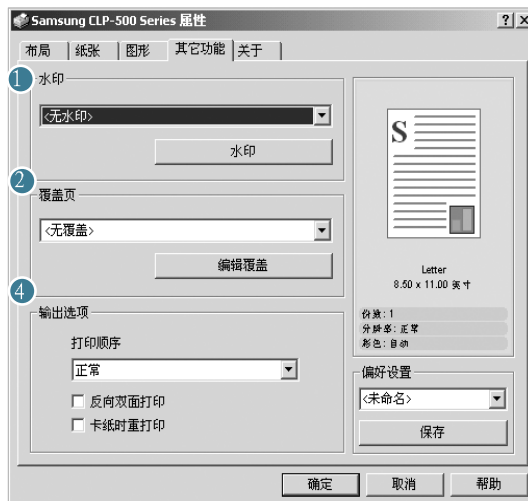 Samsung CLP-500 Series 属性
布局 纸张 图形 其它功能 关于
1 水印
<无水印>
水印
2 覆盖页
<无覆盖>
编辑覆盖
4 输出选项
打印顺序
正常
反向双面打印
卡纸时重打印
S
Letter
8.50 x 11.00 英寸
份数: 1
分辨率: 正常
彩色: 自动
偏好设置
<未命名>
保存
确定 取消 帮助